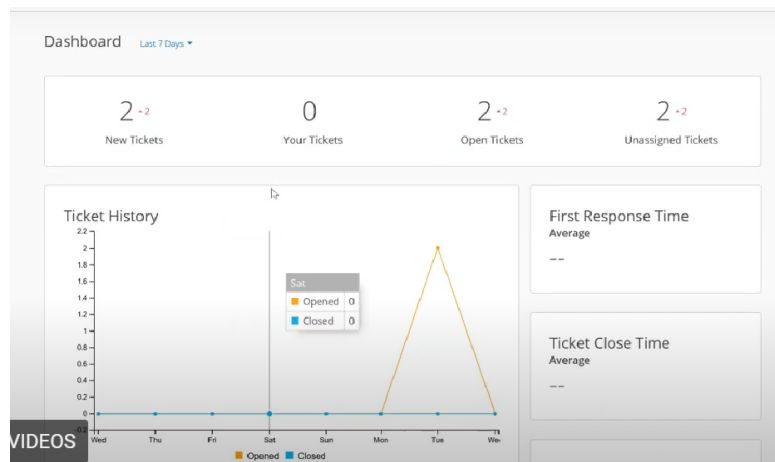 Dashboard Last 7 Days
2 2 0 2 2 2 2
New Tickets Your Tickets Open Tickets Unassigned Tickets
Ticket History
2.2
2
1.8
1.6
1.4
1.2
1
0.8
0.6
0.4
0.2
0
-0.2
Sat
Opened 0
Closed 0
Wed Thu Fri Sat Sun Mon Tue We
Opened Closed
First Response Time
Average
--
Ticket Close Time
Average
--
VIDEOS